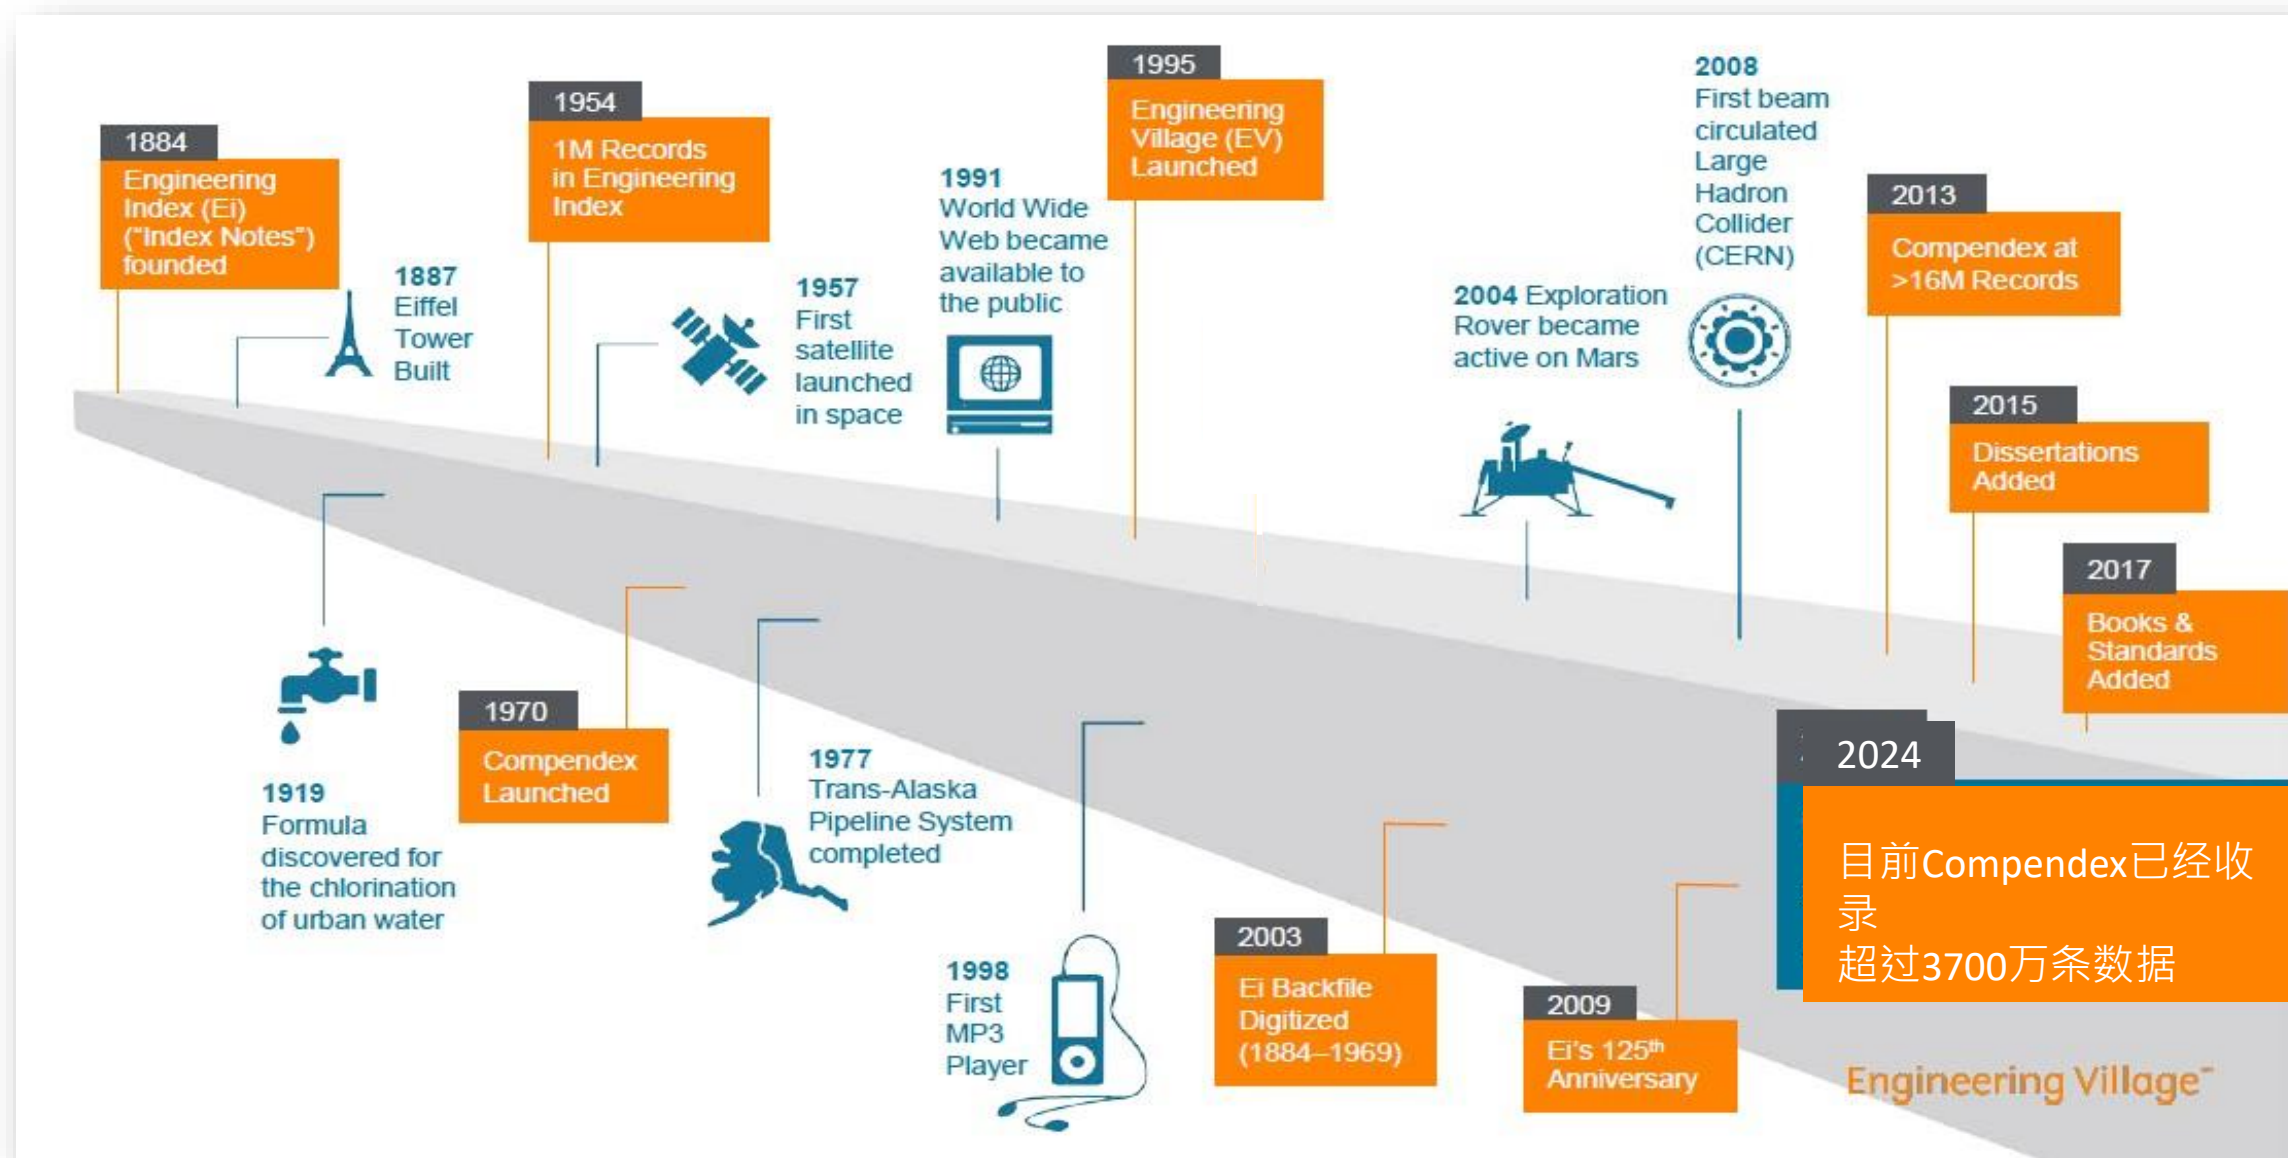 1884
Engineering
Index (Ei)
("Index Notes")
founded
1887
Eiffel
Tower
Built
1954
1M Records
in Engineering
Index
1957
First
satellite
launched
in space
1991
World Wide
Web became
available to
the public
1995
Engineering
Village (EV)
Launched
2004 Exploration
Rover became
active on Mars
2008
First beam
circulated
Large
Hadron
Collider
(CERN)
2013
Compendex at
>16M Records
2015
Dissertations
Added
2017
Books &
Standards
Added
1919
Formula
discovered for
the chlorination
of urban water
1970
Compendex
Launched
1977
Trans-Alaska
Pipeline System
completed
1998
First
MP3
Player
2003
Ei Backfile
Digitized
(1884–1969)
2009
Ei's 125th
Anniversary
2024
目前Compendex已经收
录
超过3700万条数据
Engineering Village™